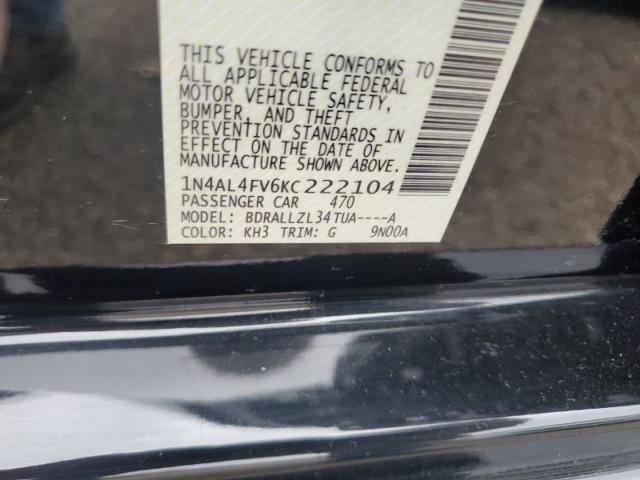 THIS VEHICLE CONFORMS TO
ALL APPLICABLE FEDERAL
MOTOR VEHICLE SAFETY,
BUMPER, AND THEFT
PREVENTION STANDARDS IN
EFFECT ON THE DATE OF
MANUFACTURE SHOWN ABOVE.
1N4AL4FV6KC222104
PASSENGER CAR 470
MODEL: BDRALLZL34TUA----A
COLOR: KH3 TRIM: G 9N00A